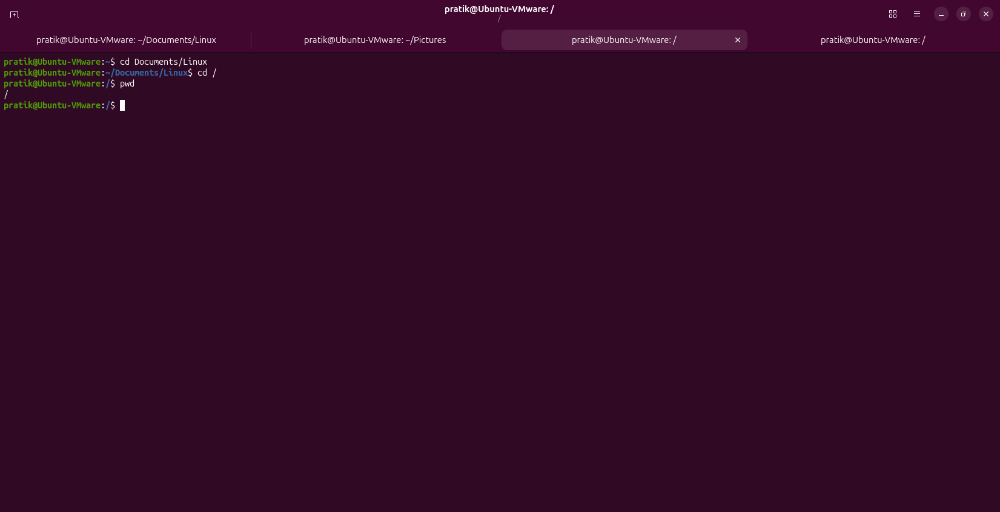 pratik@Ubuntu-VMware: /
/
pratik@Ubuntu-VMware: ~/Documents/Linux
pratik@Ubuntu-VMware: ~/Pictures
pratik@Ubuntu-VMware: /
pratik@Ubuntu-VMware: /
pratik@Ubuntu-VMware:~$ cd Documents/Linux
pratik@Ubuntu-VMware:~/Documents/Linux$ cd /
pratik@Ubuntu-VMware:/$ pwd
/
pratik@Ubuntu-VMware:/$